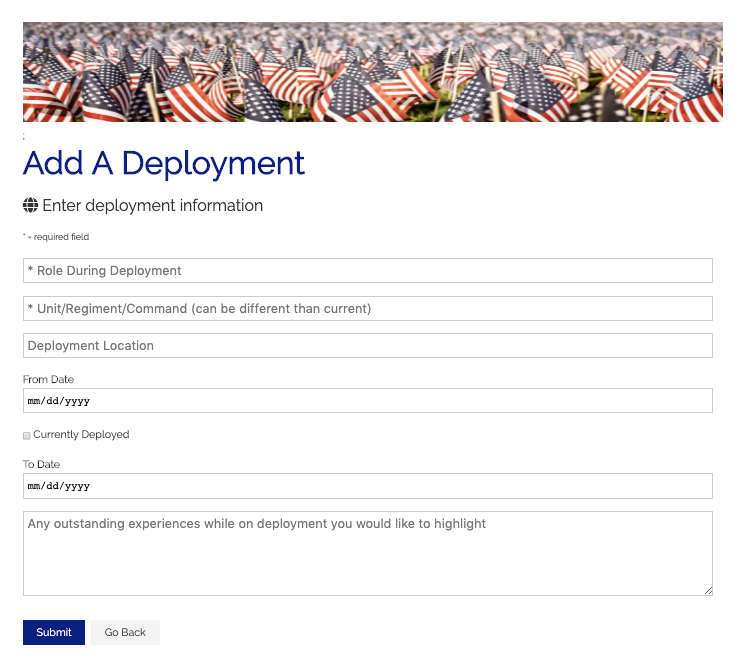 ;
Add A Deployment
Enter deployment information
* = required field
* Role During Deployment
* Unit/Regiment/Command (can be different than current)
Deployment Location
From Date
mm/dd/yyyy
Currently Deployed
To Date
mm/dd/yyyy
Any outstanding experiences while on deployment you would like to highlight
Submit Go Back